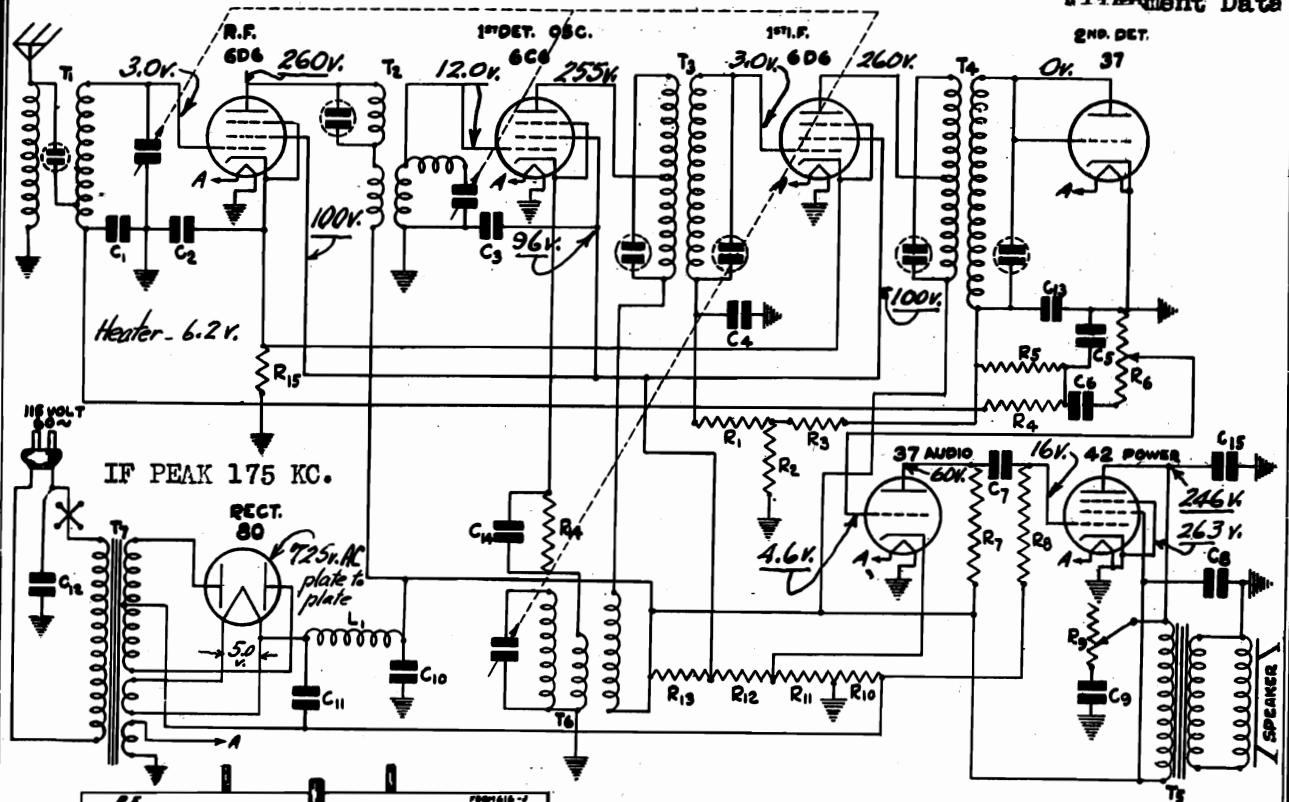 ment Data
R.F.
6D6
1ST DET. OSC.
6C6
1ST I.F.
6D6
2ND. DET.
37
T1
3.0v.
260v.
T2
12.0v.
255v.
T3
3.0v.
260v.
T4
0v.
A
A
A
A
C1
C2
100v.
C3
96v.
C4
100v.
C13
C5
R6
Heater - 6.2v.
R15
R5
C6
R4
R1
R3
R2
115 VOLT
60~
IF PEAK 175 KC.
RECT.
80
725v. AC
plate to
plate
T7
C12
5.0
v.
L1
C11
C10
A
C14
R14
T6
37 AUDIO
60v.
C7
16v.
42 POWER
C15
246v.
263v.
4.6v.
A
R7
R8
A
C8
R9
C9
R13
R12
R11
R10
T5
SPEAKER
R.F.